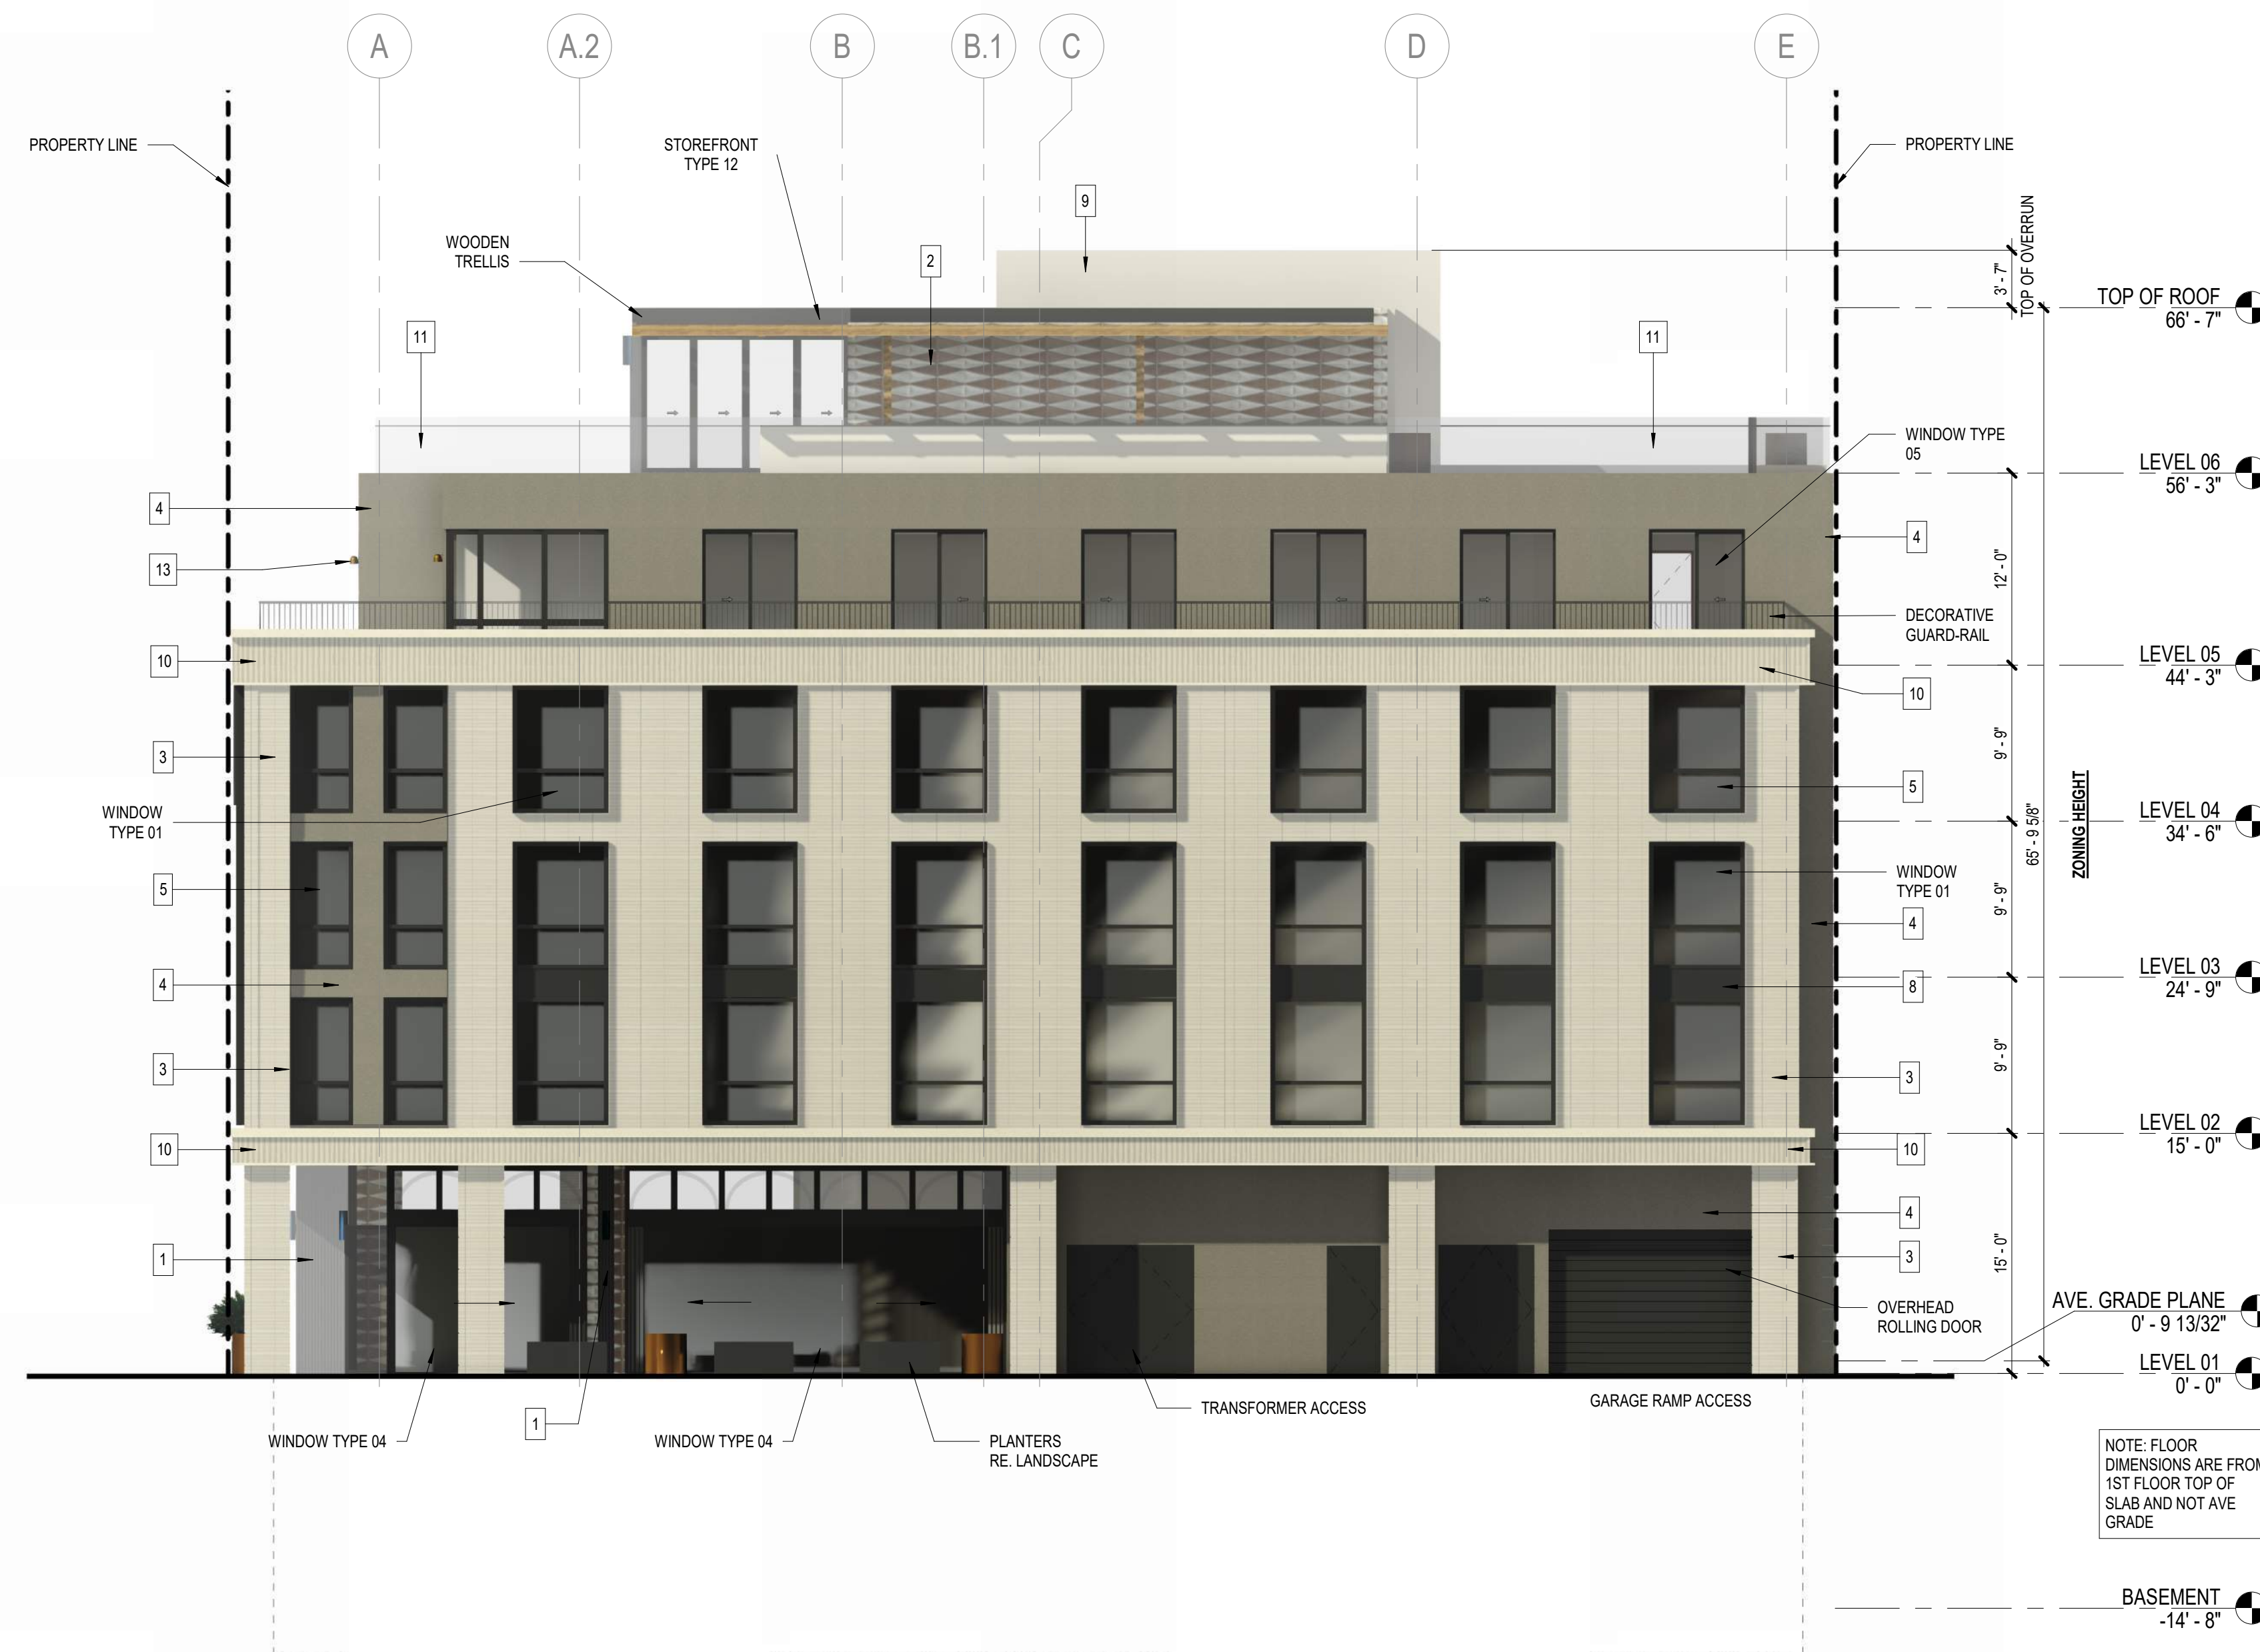 A
A.2
B
B.1
C
D
E
PROPERTY LINE
STOREFRONT
TYPE 12
PROPERTY LINE
9
WOODEN
TRELLIS
2
TOP OF OVERRUN
3' - 7"
TOP OF ROOF
66' - 7"
11
11
WINDOW TYPE
05
LEVEL 06
56' - 3"
4
4
13
12' - 0"
DECORATIVE
GUARD-RAIL
10
LEVEL 05
44' - 3"
10
3
9' - 9"
5
WINDOW
TYPE 01
LEVEL 04
34' - 6"
65' - 9 5/8"
ZONING HEIGHT
5
WINDOW
TYPE 01
9' - 9"
4
4
LEVEL 03
24' - 9"
8
3
9' - 9"
3
10
LEVEL 02
15' - 0"
10
4
1
3
15' - 0"
OVERHEAD
ROLLING DOOR
AVE. GRADE PLANE
0' - 9 13/32"
LEVEL 01
0' - 0"
TRANSFORMER ACCESS
GARAGE RAMP ACCESS
1
WINDOW TYPE 04
WINDOW TYPE 04
PLANTERS
RE. LANDSCAPE
NOTE: FLOOR
DIMENSIONS ARE FROM
1ST FLOOR TOP OF
SLAB AND NOT AVE
GRADE
BASEMENT
-14' - 8"